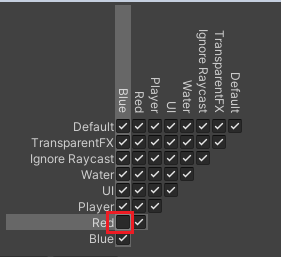 Blue
Red
Player
UI
Water
Ignore Raycast
TransparentFX
Default
Default
TransparentFX
Ignore Raycast
Water
UI
Player
Red
Blue